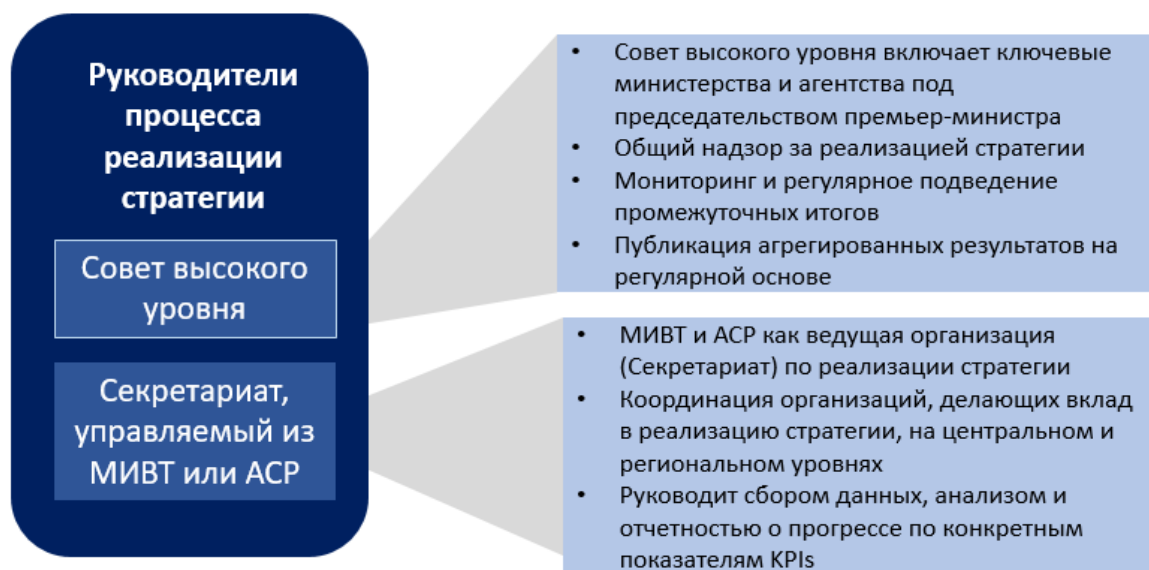 Руководители
процесса
реализации
стратегии
Совет высокого
уровня
Секретариат,
управляемый из
МИВТ или АСР
• Совет высокого уровня включает ключевые
министерства и агентства под
председательством премьер-министра
• Общий надзор за реализацией стратегии
• Мониторинг и регулярное подведение
промежуточных итогов
• Публикация агрегированных результатов на
регулярной основе
• МИВТ и АСР как ведущая организация
(Секретариат) по реализации стратегии
• Координация организаций, делающих вклад
в реализацию стратегии, на центральном и
региональном уровнях
• Руководит сбором данных, анализом и
отчетностью о прогрессе по конкретным
показателям KPIs